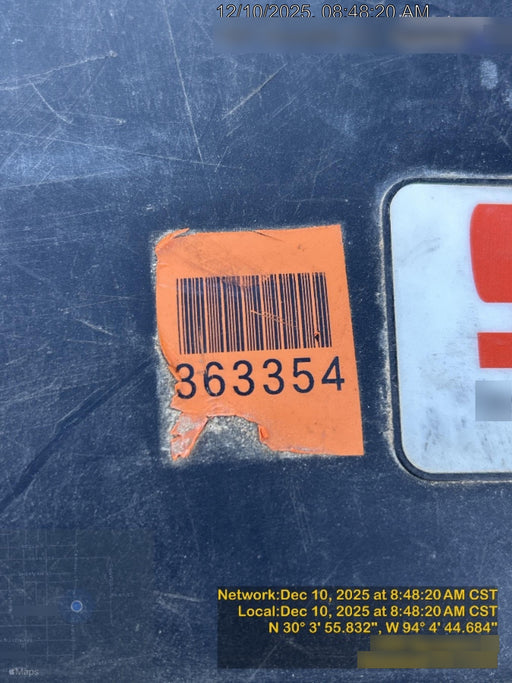 12/10/2025, 08:48:20 AM
363354
Network:Dec 10, 2025 at 8:48:20 AM CST
Local:Dec 10, 2025 at 8:48:20 AM CST
N 30° 3' 55.832", W 94° 4' 44.684"
Maps